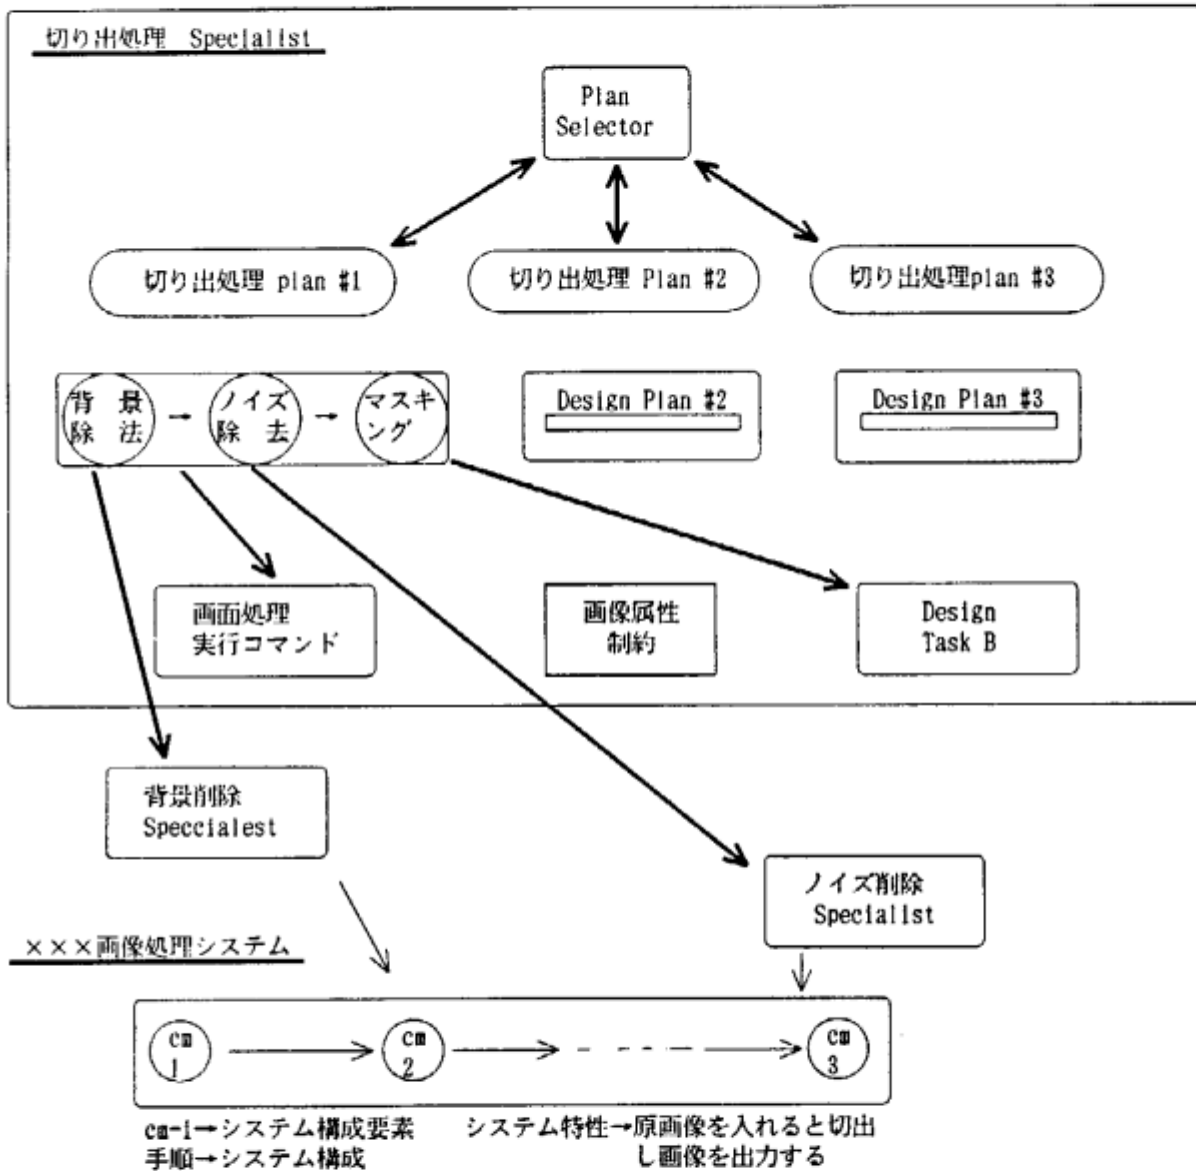 切り出処理 Specialist
Plan
Selector
切り出処理 plan #1
切り出処理 Plan #2
切り出処理plan #3
背 景
除 法
→
ノイズ
除 去
→
マスキ
ング
Design Plan #2
Design Plan #3
画面処理
実行コマンド
画像属性
制約
Design
Task B
背景削除
Speccialest
ノイズ削除
Specialist
×××画像処理システム
cm
1
cm
2
cm
3
cm-i→システム構成要素
手順→システム構成
システム特性→原画像を入れると切出
し画像を出力する